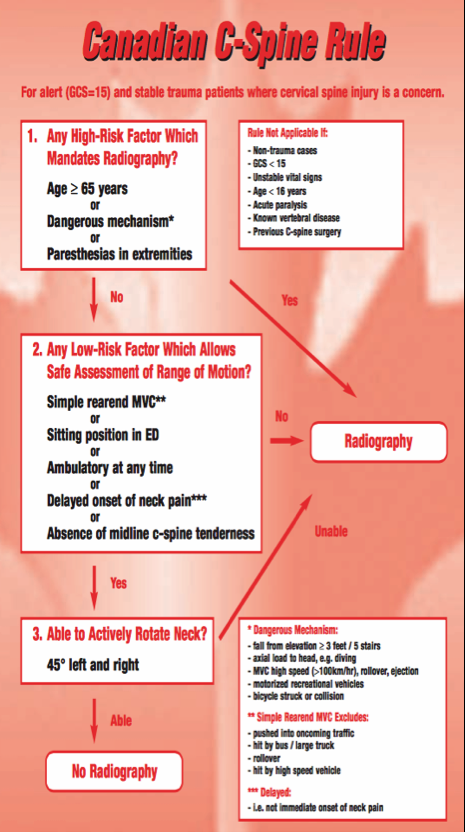 Canadian C-Spine Rule
For alert (GCS=15) and stable trauma patients where cervical spine injury is a concern.
1. Any High-Risk Factor Which
Mandates Radiography?
Age ≥ 65 years
or
Dangerous mechanism*
or
Paresthesias in extremities
Rule Not Applicable If:
- Non-trauma cases
- GCS < 15
- Unstable vital signs
- Age < 16 years
- Acute paralysis
- Known vertebral disease
- Previous C-spine surgery
No
Yes
2. Any Low-Risk Factor Which Allows
Safe Assessment of Range of Motion?
Simple rearend MVC**
or
Sitting position in ED
or
Ambulatory at any time
or
Delayed onset of neck pain***
or
Absence of midline c-spine tenderness
No
Radiography
Unable
Yes
3. Able to Actively Rotate Neck?
45° left and right
Able
No Radiography
* Dangerous Mechanism:
- fall from elevation ≥ 3 feet / 5 stairs
- axial load to head, e.g. diving
- MVC high speed (>100km/hr), rollover, ejection
- motorized recreational vehicles
- bicycle struck or collision
** Simple Rearend MVC Excludes:
- pushed into oncoming traffic
- hit by bus / large truck
- rollover
- hit by high speed vehicle
*** Delayed:
- i.e. not immediate onset of neck pain